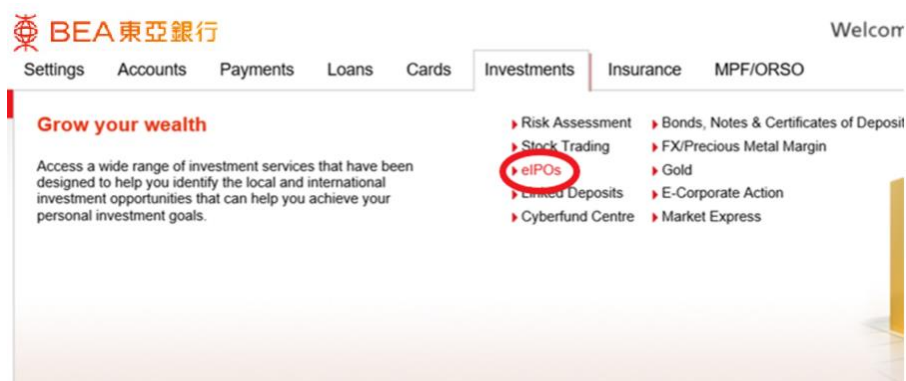 BEA東亞銀行
Welcom
Settings Accounts Payments Loans Cards Investments Insurance MPF/ORSO
Grow your wealth
Access a wide range of investment services that have been
designed to help you identify the local and international
investment opportunities that can help you achieve your
personal investment goals.
Risk Assessment
Stock Trading
eIPOs
Linked Deposits
Cyberfund Centre
Bonds, Notes & Certificates of Deposit
FX/Precious Metal Margin
Gold
E-Corporate Action
Market Express